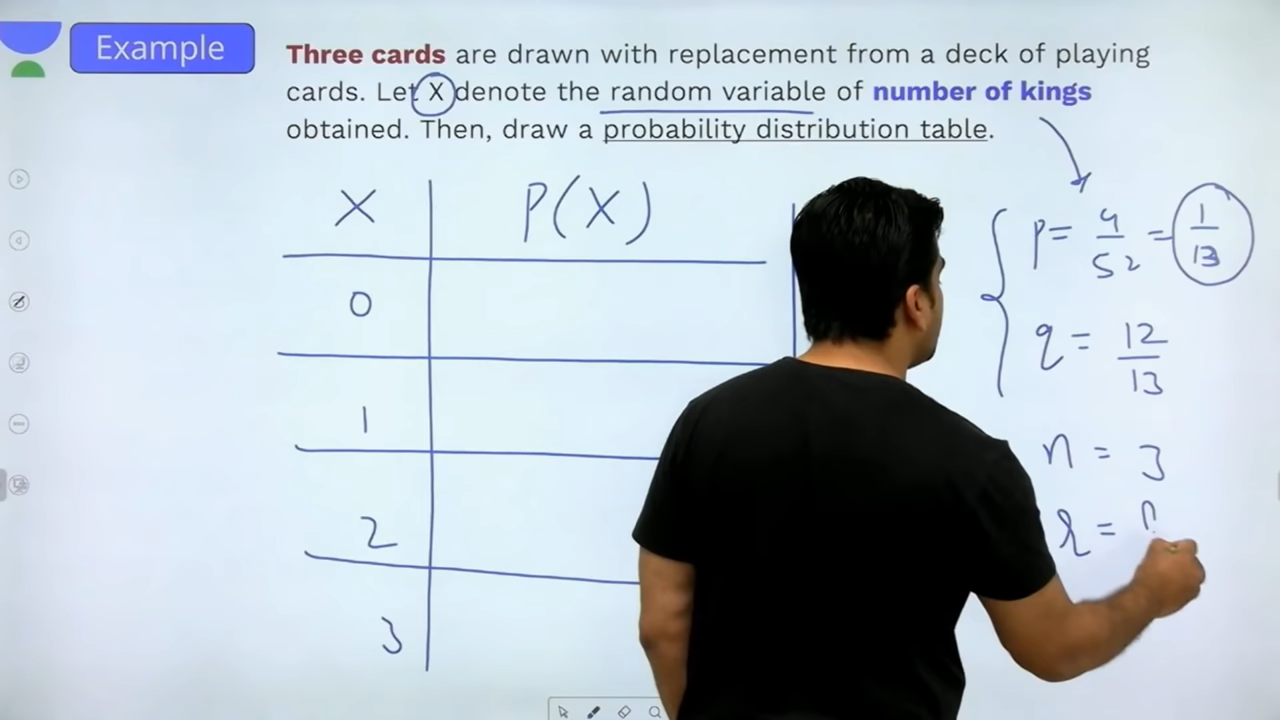 Example
Three cards are drawn with replacement from a deck of playing
cards. Let X denote the random variable of number of kings
obtained. Then, draw a probability distribution table.
X P(X)
0
1
2
3
p = 4/52 = 1/13
q = 12/13
n = 3
r =